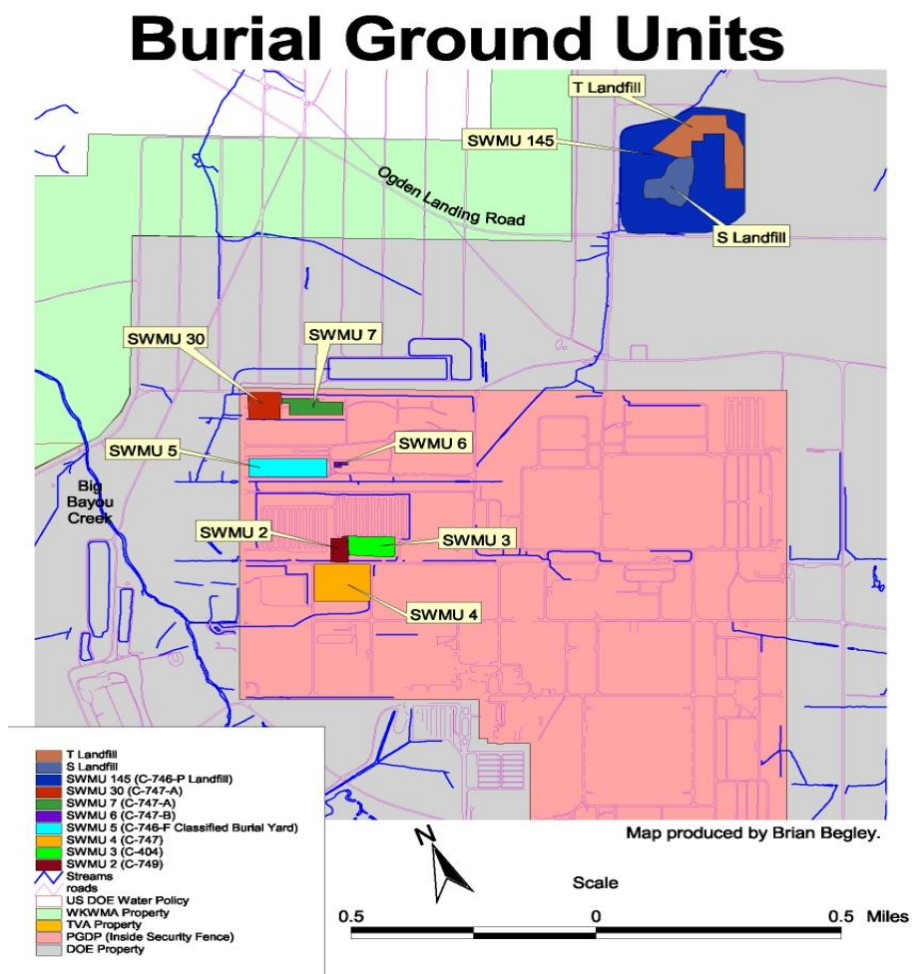 Burial Ground Units
T Landfill
SWMU 145
Ogden Landing Road
S Landfill
SWMU 30
SWMU 7
SWMU 5
SWMU 6
Big
Bayou
Creek
SWMU 2
SWMU 3
SWMU 4
T Landfill
S Landfill
SWMU 145 (C-746-P Landfill)
SWMU 30 (C-747-A)
SWMU 7 (C-747-A)
SWMU 6 (C-747-B)
SWMU 5 (C-746-F Classified Burial Yard)
SWMU 4 (C-747)
SWMU 3 (C-404)
SWMU 2 (C-749)
Streams
roads
US DOE Water Policy
WKWMA Property
TVA Property
PGDP (Inside Security Fence)
DOE Property
Map produced by Brian Begley.
N
Scale
0.5 0 0.5 Miles